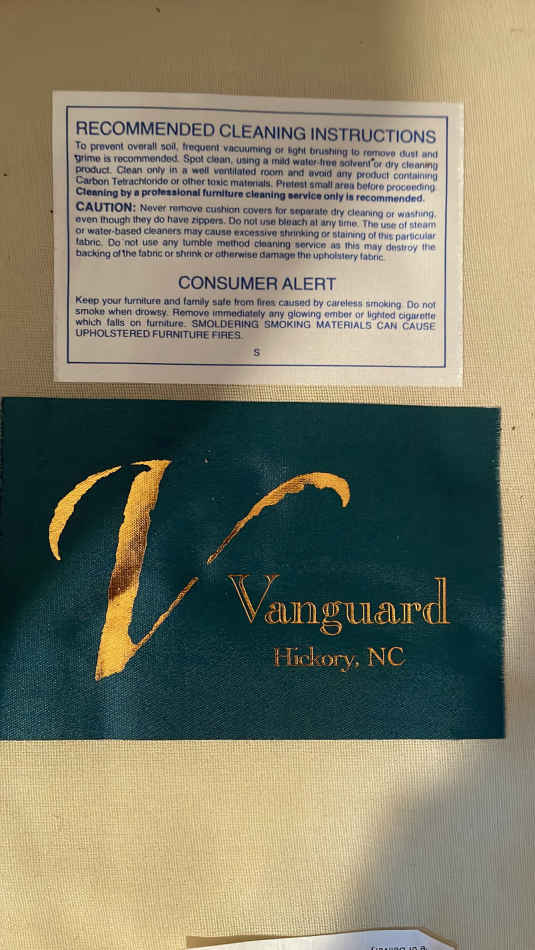 RECOMMENDED CLEANING INSTRUCTIONS
To prevent overall soil, frequent vacuuming or light brushing to remove dust and
grime is recommended. Spot clean, using a mild water-free solvent or dry cleaning
product. Clean only in a well ventilated room and avoid any product containing
Carbon Tetrachloride or other toxic materials. Pretest small area before proceeding.
Cleaning by a professional furniture cleaning service only is recommended.
CAUTION: Never remove cushion covers for separate dry cleaning or washing,
even though they do have zippers. Do not use bleach at any time. The use of steam
or water-based cleaners may cause excessive shrinking or staining of this particular
fabric. Do not use any tumble method cleaning service as this may destroy the
backing of the fabric or shrink or otherwise damage the upholstery fabric.
CONSUMER ALERT
Keep your furniture and family safe from fires caused by careless smoking. Do not
smoke when drowsy. Remove immediately any glowing ember or lighted cigarette
which falls on furniture. SMOLDERING SMOKING MATERIALS CAN CAUSE
UPHOLSTERED FURNITURE FIRES.
S
V
Vanguard
Hickory, NC